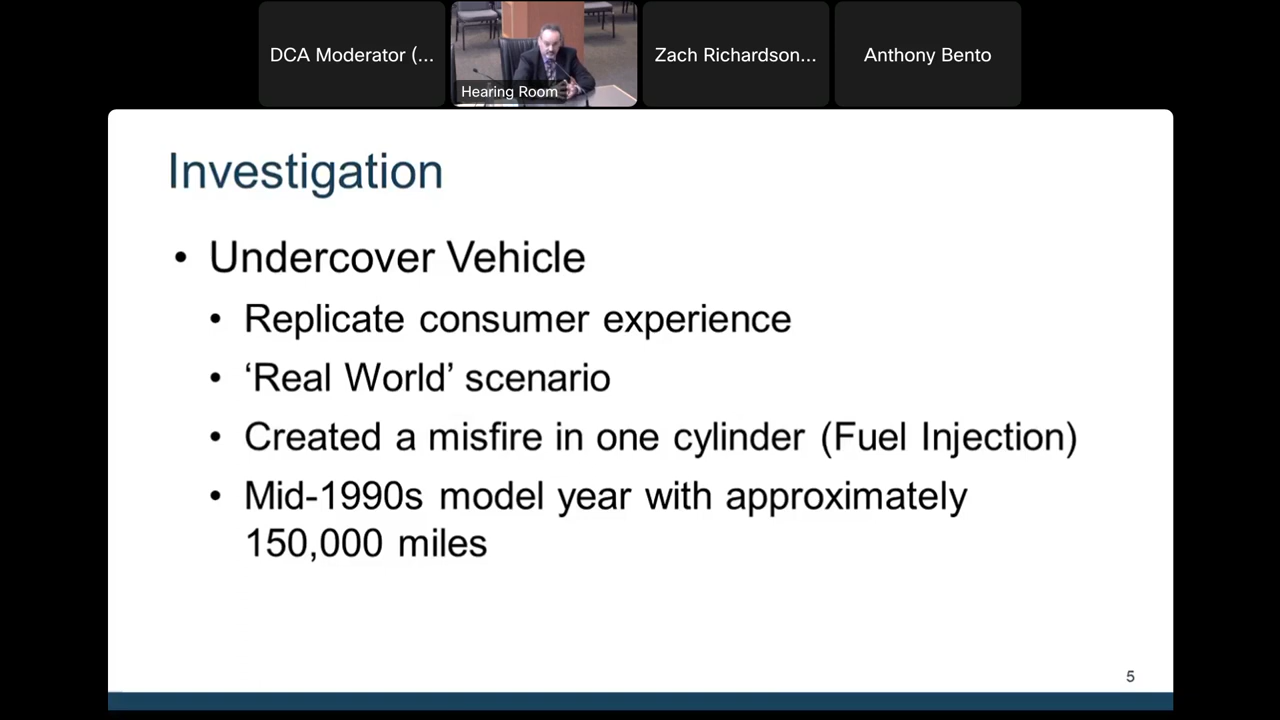 DCA Moderator (...
Hearing Room
Zach Richardson...
Anthony Bento
Investigation
• Undercover Vehicle
• Replicate consumer experience
• ‘Real World’ scenario
• Created a misfire in one cylinder (Fuel Injection)
• Mid-1990s model year with approximately
150,000 miles
5